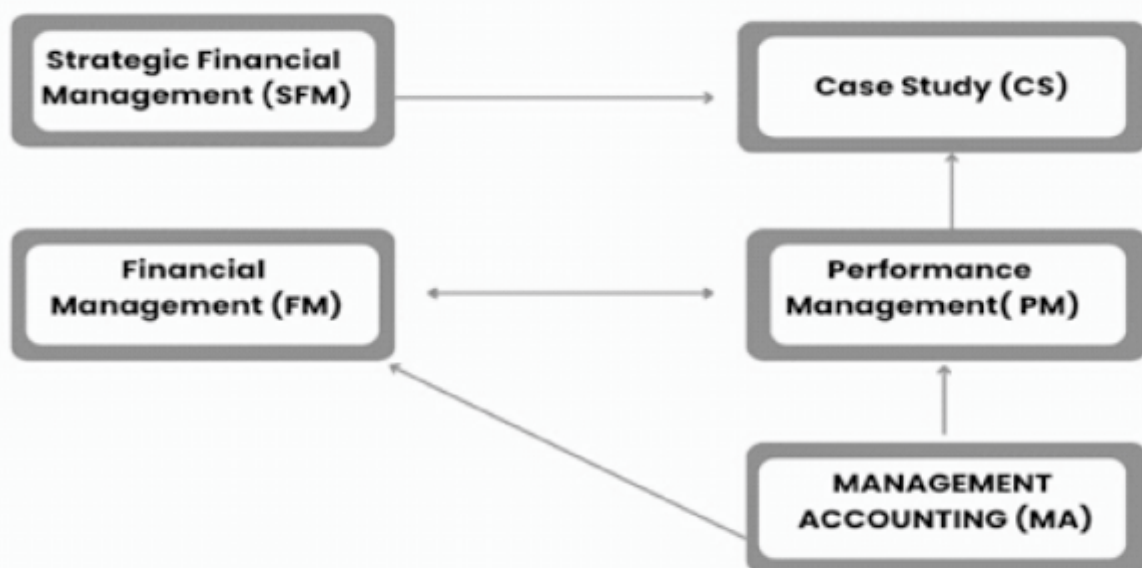 Strategic Financial
Management (SFM)
Case Study (CS)
Financial
Management (FM)
Performance
Management( PM)
MANAGEMENT
ACCOUNTING (MA)